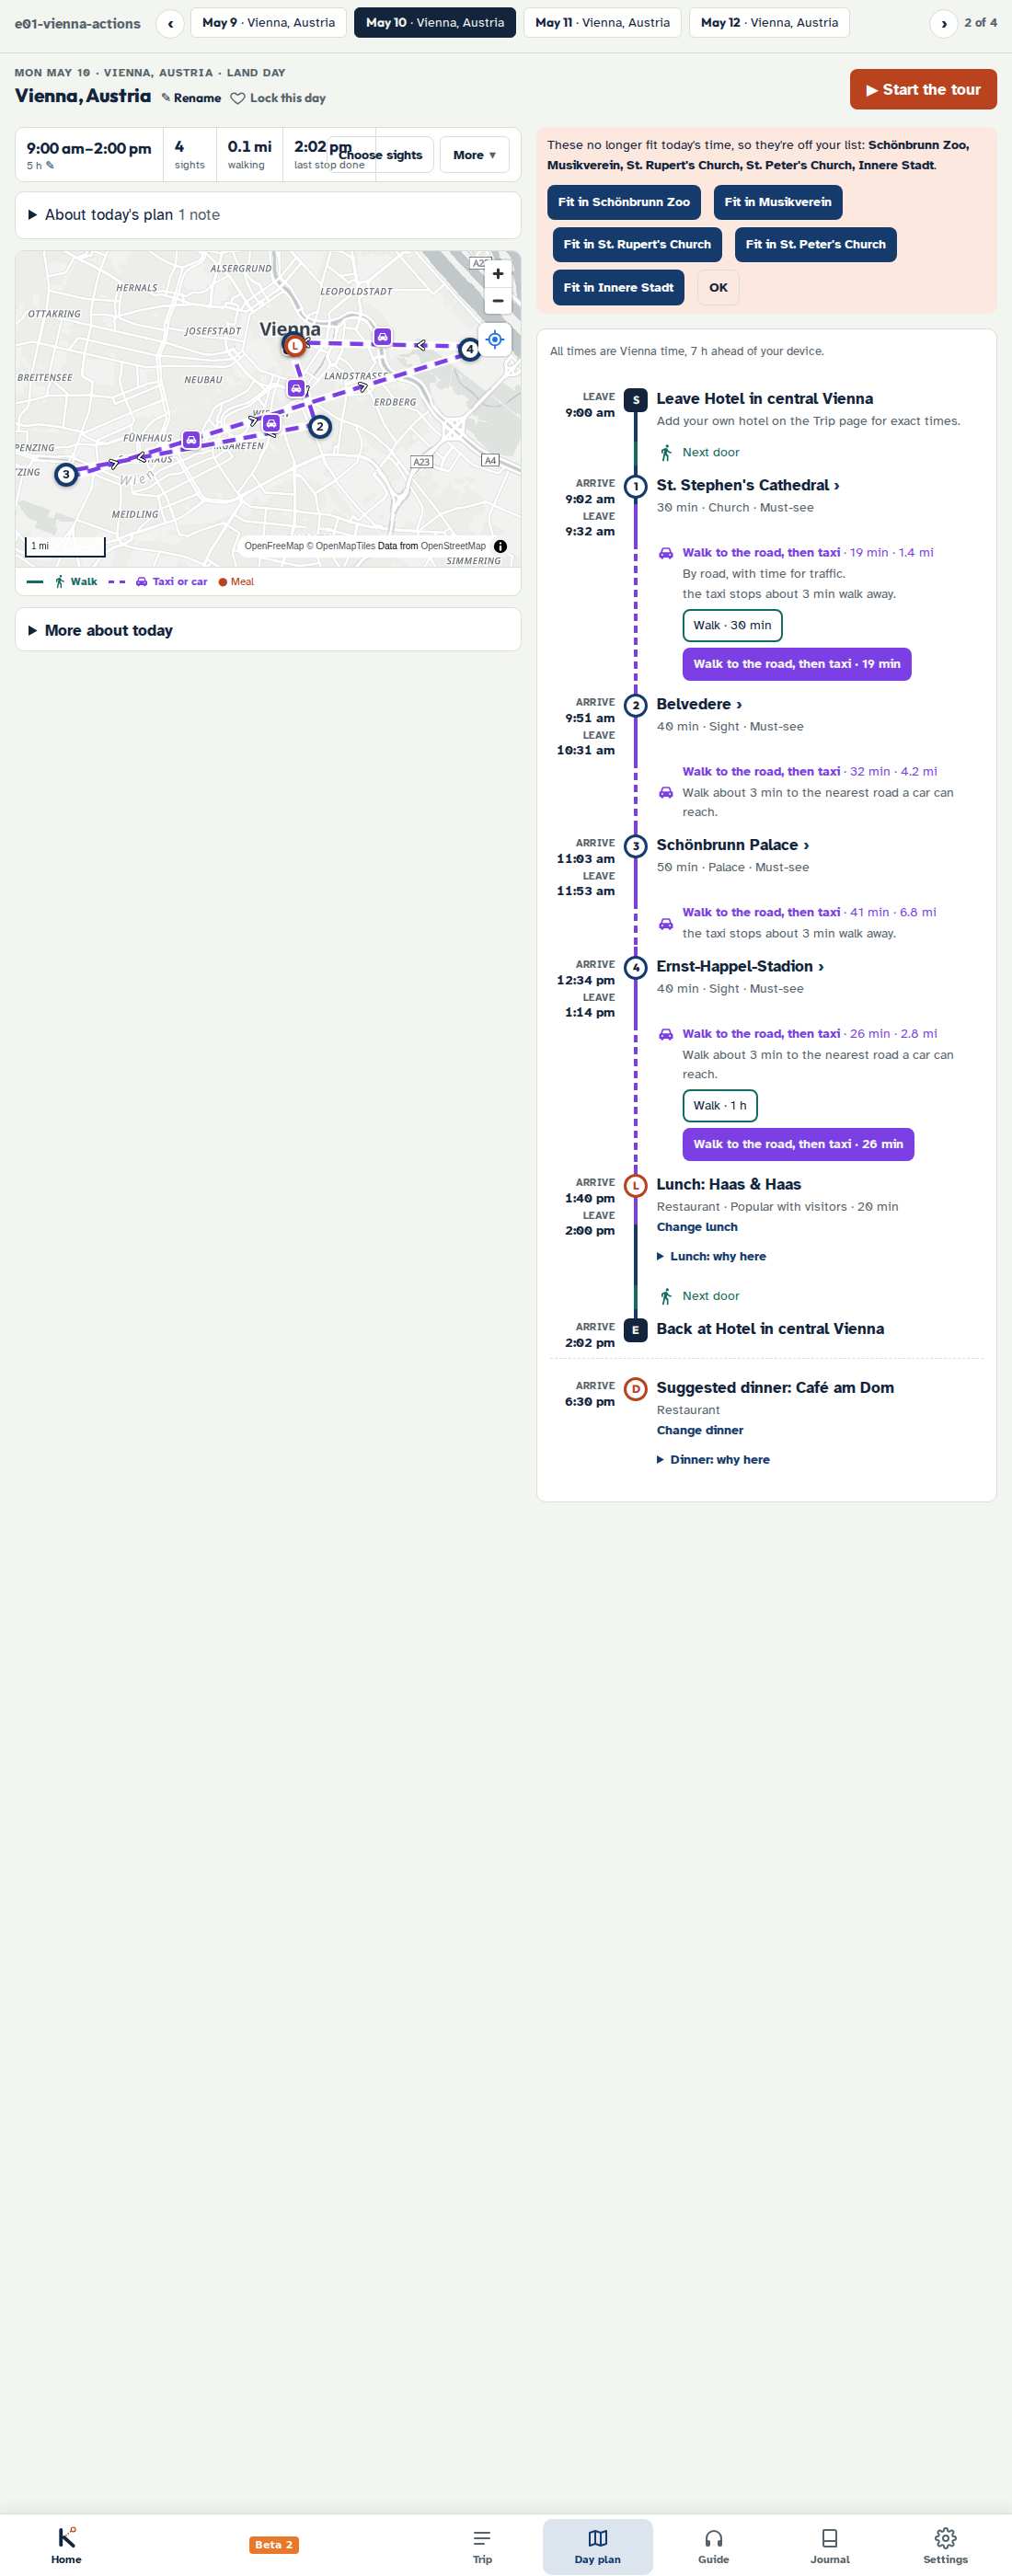 e01-vienna-actions
‹
May 9 · Vienna, Austria
May 10 · Vienna, Austria
May 11 · Vienna, Austria
May 12 · Vienna, Austria
›
2 of 4
MON MAY 10 · VIENNA, AUSTRIA · LAND DAY
Vienna, Austria
✎ Rename
Lock this day
▶ Start the tour
9:00 am–2:00 pm
5 h ✎
4
sights
0.1 mi
walking
2:02 pm
last stop done
Choose sights
More ▼
▶ About today's plan 1 note
ALSERGRUND
HERNALS
LEOPOLDSTADT
OTTAKRING
JOSEFSTADT
Vienna
L
4
BREITENSEE
NEUBAU
LANDSTRASSE
ERDBERG
2
FÜNFHAUS
PENZING
3
Wien
A23
A4
MEIDLING
1 mi
OpenFreeMap © OpenMapTiles Data from OpenStreetMap
SIMMERING
Walk
Taxi or car
Meal
▶ More about today
These no longer fit today's time, so they're off your list: Schönbrunn Zoo,
Musikverein, St. Rupert's Church, St. Peter's Church, Innere Stadt.
Fit in Schönbrunn Zoo
Fit in Musikverein
Fit in St. Rupert's Church
Fit in St. Peter's Church
Fit in Innere Stadt
OK
All times are Vienna time, 7 h ahead of your device.
LEAVE
9:00 am
S
Leave Hotel in central Vienna
Add your own hotel on the Trip page for exact times.
Next door
ARRIVE
9:02 am
LEAVE
9:32 am
1
St. Stephen's Cathedral ›
30 min · Church · Must-see
Walk to the road, then taxi · 19 min · 1.4 mi
By road, with time for traffic.
the taxi stops about 3 min walk away.
Walk · 30 min
Walk to the road, then taxi · 19 min
ARRIVE
9:51 am
LEAVE
10:31 am
2
Belvedere ›
40 min · Sight · Must-see
Walk to the road, then taxi · 32 min · 4.2 mi
Walk about 3 min to the nearest road a car can
reach.
ARRIVE
11:03 am
LEAVE
11:53 am
3
Schönbrunn Palace ›
50 min · Palace · Must-see
Walk to the road, then taxi · 41 min · 6.8 mi
the taxi stops about 3 min walk away.
ARRIVE
12:34 pm
LEAVE
1:14 pm
4
Ernst-Happel-Stadion ›
40 min · Sight · Must-see
Walk to the road, then taxi · 26 min · 2.8 mi
Walk about 3 min to the nearest road a car can
reach.
Walk · 1 h
Walk to the road, then taxi · 26 min
ARRIVE
1:40 pm
LEAVE
2:00 pm
L
Lunch: Haas & Haas
Restaurant · Popular with visitors · 20 min
Change lunch
▶ Lunch: why here
Next door
ARRIVE
2:02 pm
E
Back at Hotel in central Vienna
ARRIVE
6:30 pm
D
Suggested dinner: Café am Dom
Restaurant
Change dinner
▶ Dinner: why here
Home
Beta 2
Trip
Day plan
Guide
Journal
Settings